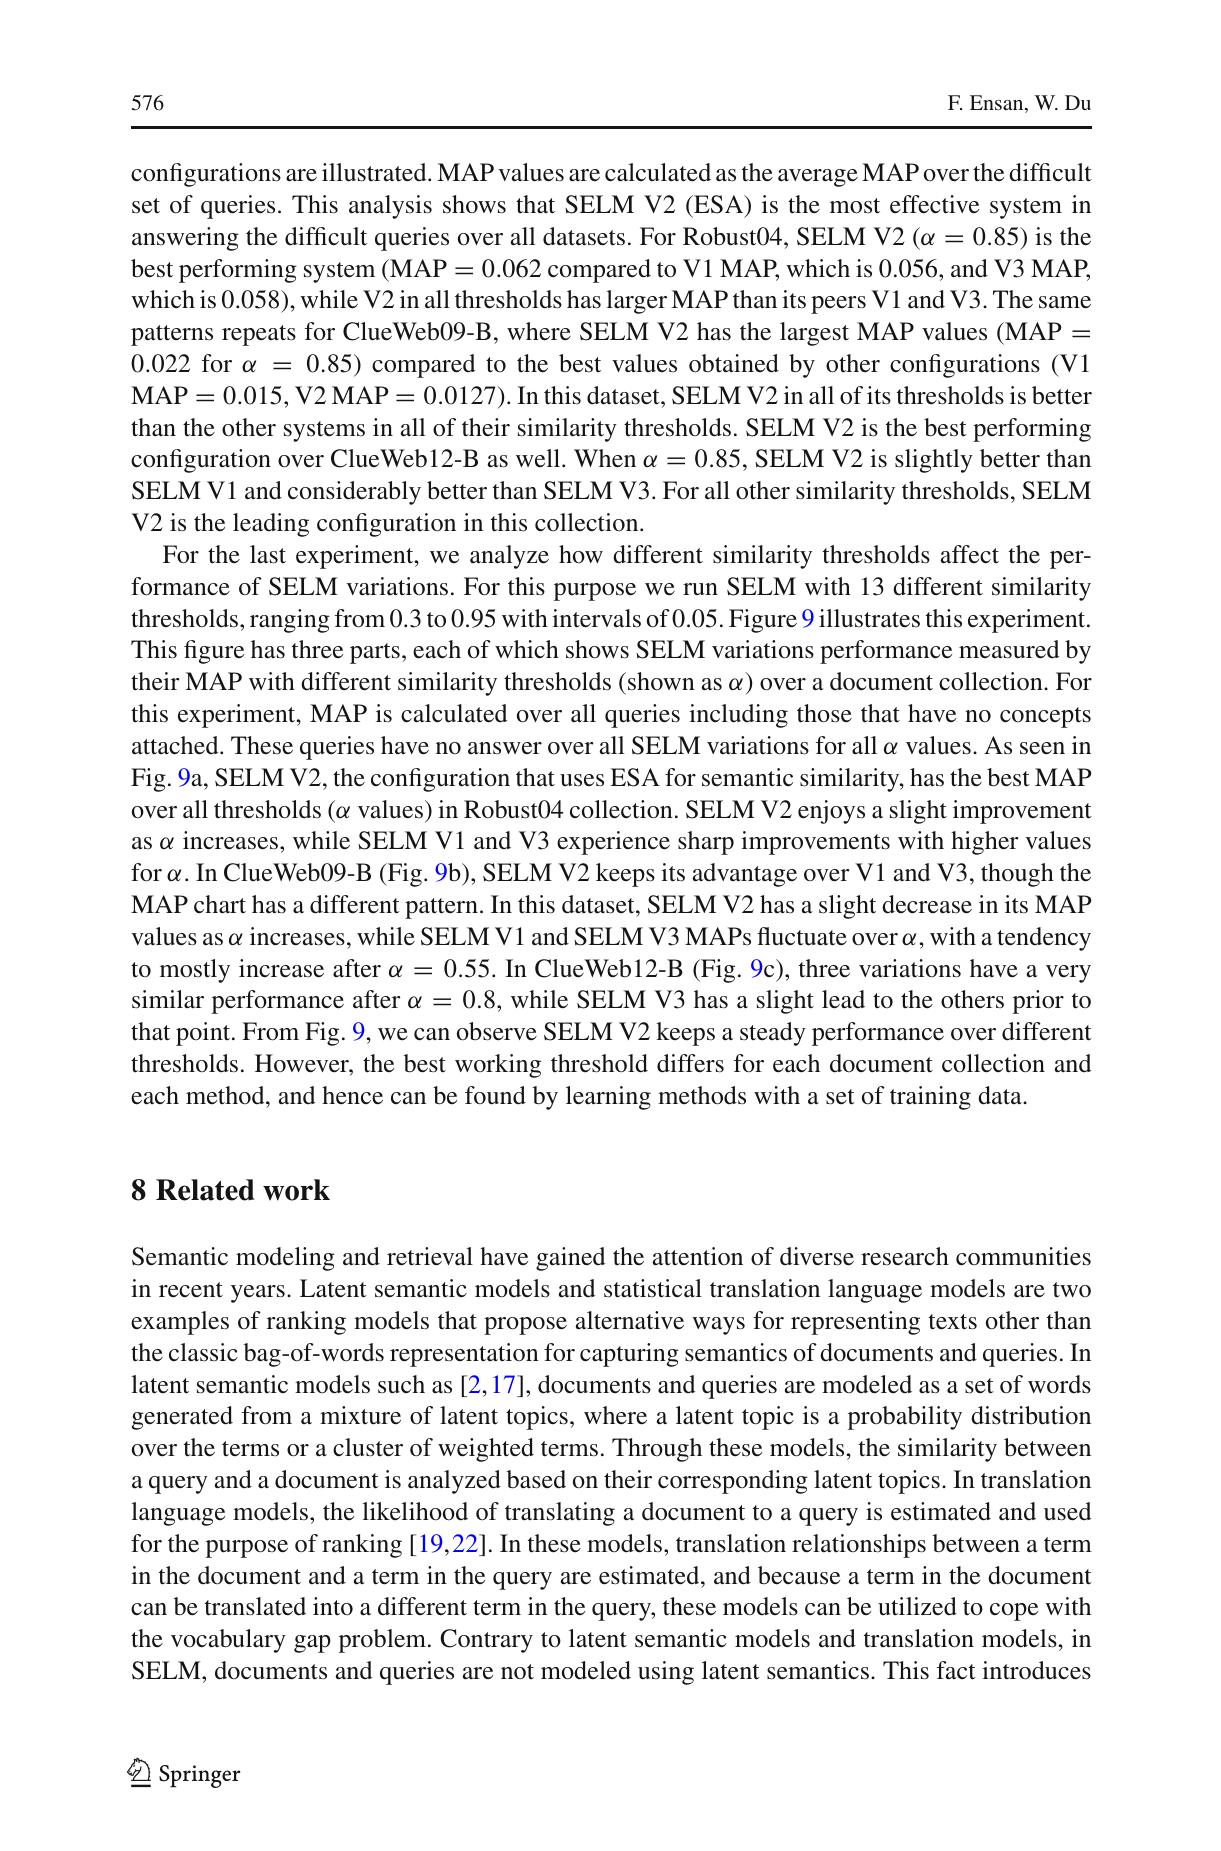 576
F. Ensan, W. Du
configurations are illustrated. MAP values are calculated as the average MAP over the difficult
set of queries. This analysis shows that SELM V2 (ESA) is the most effective system in
answering the difficult queries over all datasets. For Robust04, SELM V2 (α = 0.85) is the
best performing system (MAP = 0.062 compared to V1 MAP, which is 0.056, and V3 MAP,
which is 0.058), while V2 in all thresholds has larger MAP than its peers V1 and V3. The same
patterns repeats for ClueWeb09-B, where SELM V2 has the largest MAP values (MAP =
0.022 for α = 0.85) compared to the best values obtained by other configurations (V1
MAP = 0.015, V2 MAP = 0.0127). In this dataset, SELM V2 in all of its thresholds is better
than the other systems in all of their similarity thresholds. SELM V2 is the best performing
configuration over ClueWeb12-B as well. When α = 0.85, SELM V2 is slightly better than
SELM V1 and considerably better than SELM V3. For all other similarity thresholds, SELM
V2 is the leading configuration in this collection.
For the last experiment, we analyze how different similarity thresholds affect the per-
formance of SELM variations. For this purpose we run SELM with 13 different similarity
thresholds, ranging from 0.3 to 0.95 with intervals of 0.05. Figure 9 illustrates this experiment.
This figure has three parts, each of which shows SELM variations performance measured by
their MAP with different similarity thresholds (shown as α) over a document collection. For
this experiment, MAP is calculated over all queries including those that have no concepts
attached. These queries have no answer over all SELM variations for all α values. As seen in
Fig. 9a, SELM V2, the configuration that uses ESA for semantic similarity, has the best MAP
over all thresholds (α values) in Robust04 collection. SELM V2 enjoys a slight improvement
as α increases, while SELM V1 and V3 experience sharp improvements with higher values
for α. In ClueWeb09-B (Fig. 9b), SELM V2 keeps its advantage over V1 and V3, though the
MAP chart has a different pattern. In this dataset, SELM V2 has a slight decrease in its MAP
values as α increases, while SELM V1 and SELM V3 MAPs fluctuate over α, with a tendency
to mostly increase after α = 0.55. In ClueWeb12-B (Fig. 9c), three variations have a very
similar performance after α = 0.8, while SELM V3 has a slight lead to the others prior to
that point. From Fig. 9, we can observe SELM V2 keeps a steady performance over different
thresholds. However, the best working threshold differs for each document collection and
each method, and hence can be found by learning methods with a set of training data.
8 Related work
Semantic modeling and retrieval have gained the attention of diverse research communities
in recent years. Latent semantic models and statistical translation language models are two
examples of ranking models that propose alternative ways for representing texts other than
the classic bag-of-words representation for capturing semantics of documents and queries. In
latent semantic models such as [2,17], documents and queries are modeled as a set of words
generated from a mixture of latent topics, where a latent topic is a probability distribution
over the terms or a cluster of weighted terms. Through these models, the similarity between
a query and a document is analyzed based on their corresponding latent topics. In translation
language models, the likelihood of translating a document to a query is estimated and used
for the purpose of ranking [19,22]. In these models, translation relationships between a term
in the document and a term in the query are estimated, and because a term in the document
can be translated into a different term in the query, these models can be utilized to cope with
the vocabulary gap problem. Contrary to latent semantic models and translation models, in
SELM, documents and queries are not modeled using latent semantics. This fact introduces
Springer